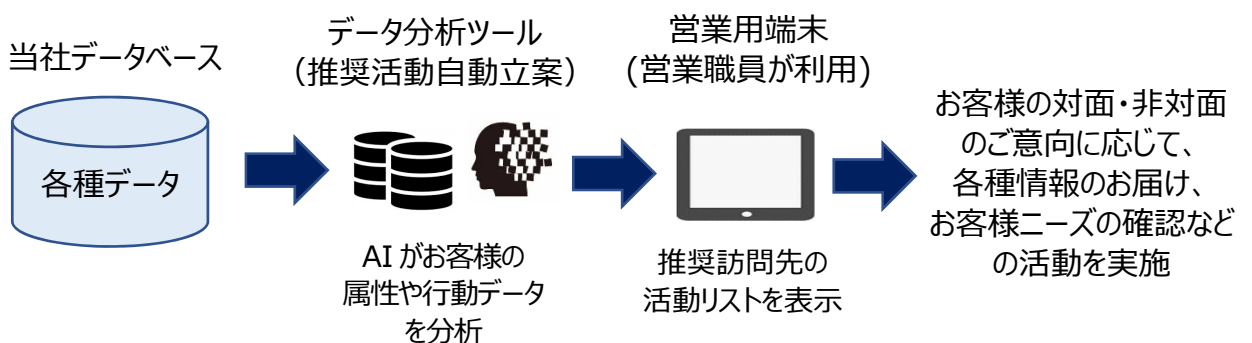 当社データベース
各種データ
データ分析ツール
（推奨活動自動立案）
AI がお客様の
属性や行動データ
を分析
営業用端末
(営業職員が利用)
推奨訪問先の
活動リストを表示
お客様の対面・非対面
のご意向に応じて、
各種情報のお届け、
お客様ニーズの確認など
の活動を実施